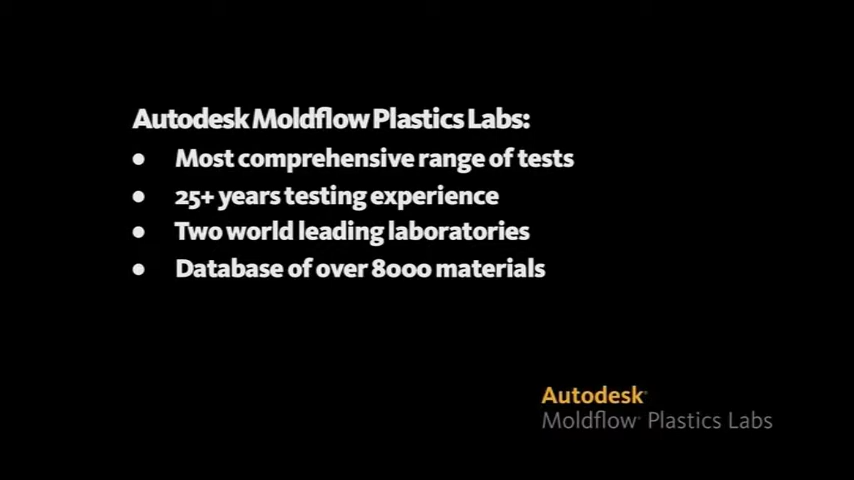 Autodesk Moldflow Plastics Labs:
• Most comprehensive range of tests
• 25+ years testing experience
• Two world leading laboratories
• Database of over 8000 materials
Autodesk®
Moldflow® Plastics Labs